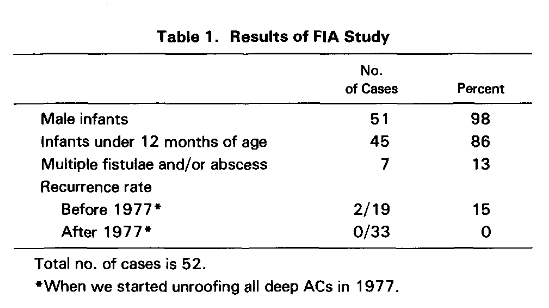 Table 1. Results of FIA Study
No.
of Cases Percent
Male infants 51 98
Infants under 12 months of age 45 86
Multiple fistulae and/or abscess 7 13
Recurrence rate
Before 1977* 2/19 15
After 1977* 0/33 0
Total no. of cases is 52.
*When we started unroofing all deep ACs in 1977.